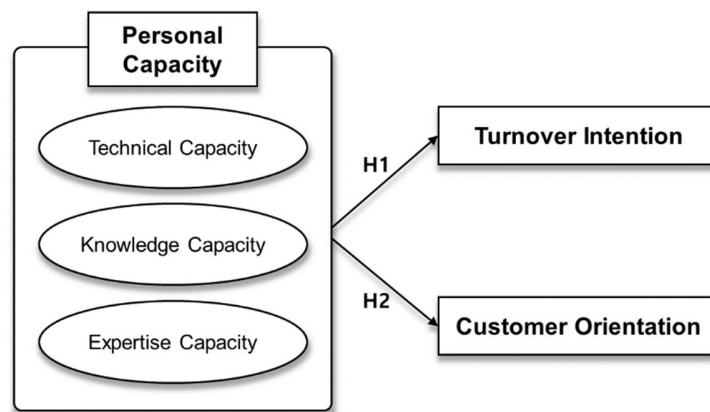 Personal
Capacity
Technical Capacity
Knowledge Capacity
Expertise Capacity
H1
H2
Turnover Intention
Customer Orientation